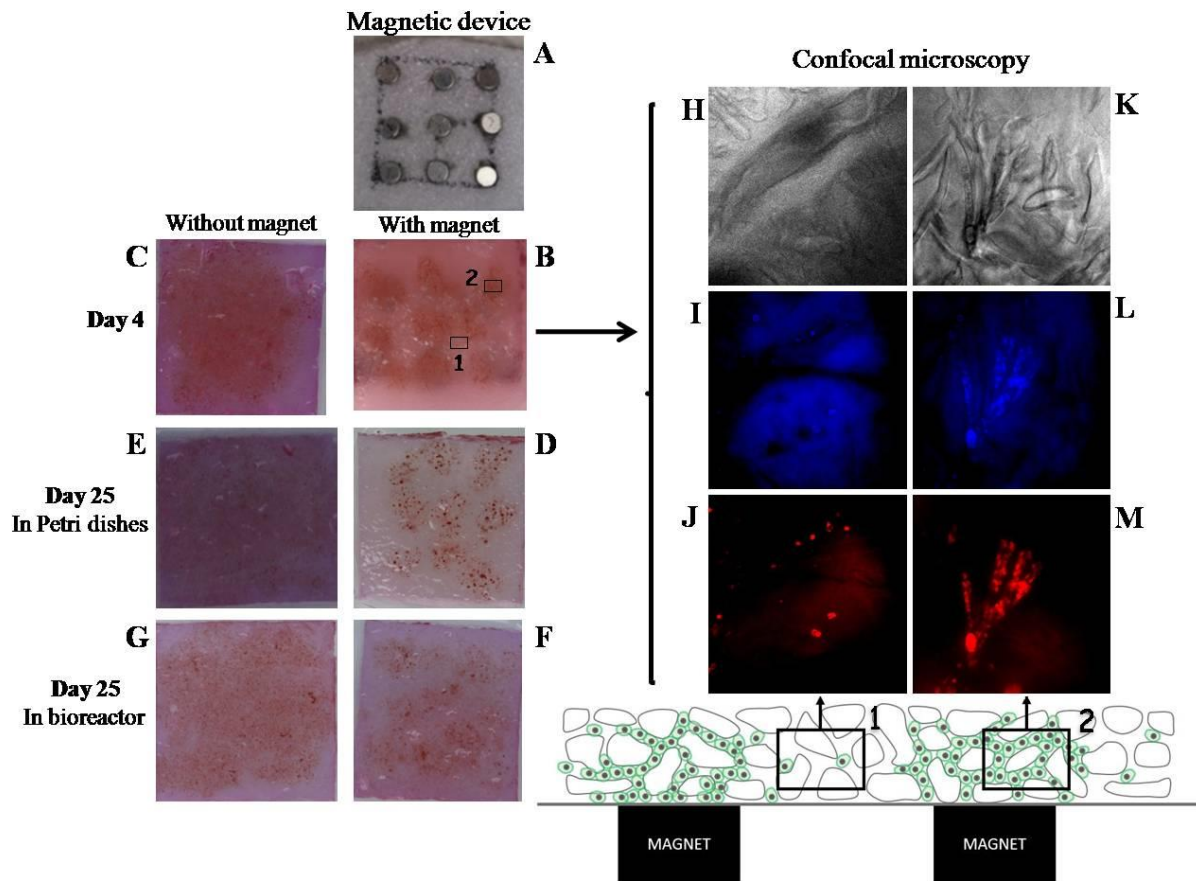 Magnetic device
A
Confocal microscopy
H
K
Without magnet
With magnet
C
B
2
1
Day 4
I
L
E
D
Day 25
In Petri dishes
J
M
G
F
Day 25
In bioreactor
1
2
MAGNET
MAGNET